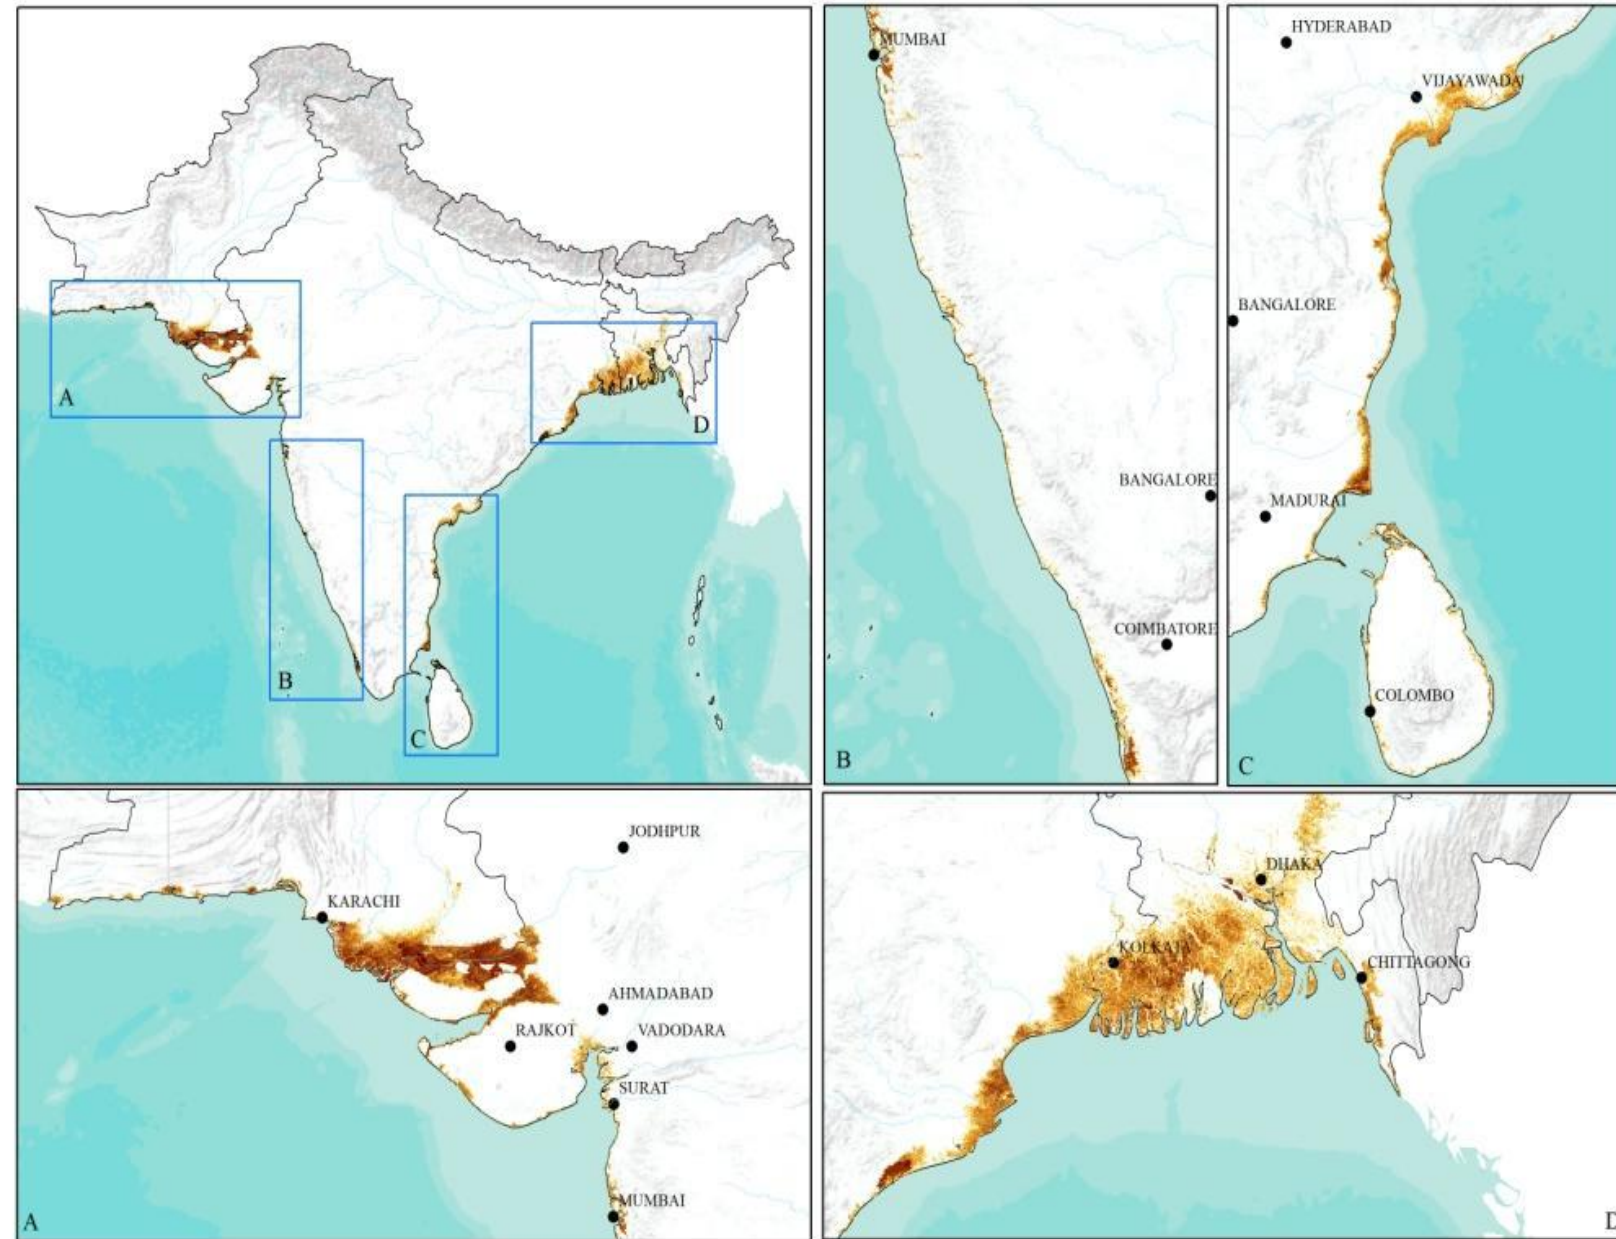 A
B
C
D
MUMBAI
BANGALORE
COIMBATORE
B
HYDERABAD
VIJAYAWADA
BANGALORE
MADURAI
COLOMBO
C
JODHPUR
KARACHI
AHMADABAD
RAJKOT
VADODARA
SURAT
MUMBAI
A
DHAKA
KOLKATA
CHITTAGONG
D